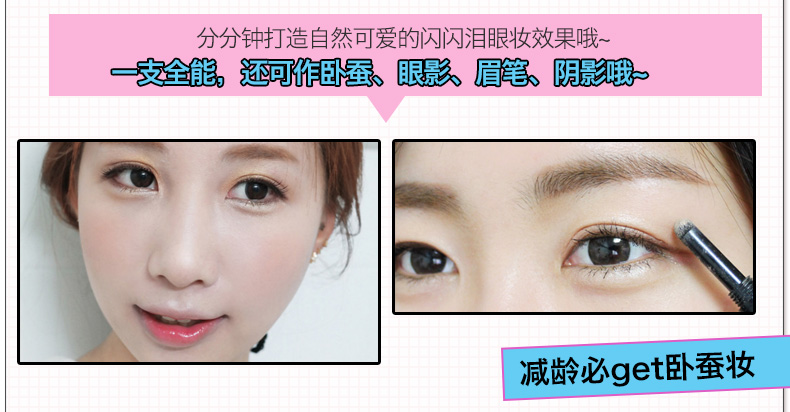 分分钟打造自然可爱的闪闪泪眼妆效果哦~
一支全能，还可作卧蚕、眼影、眉笔、阴影哦~
减龄必get卧蚕妆